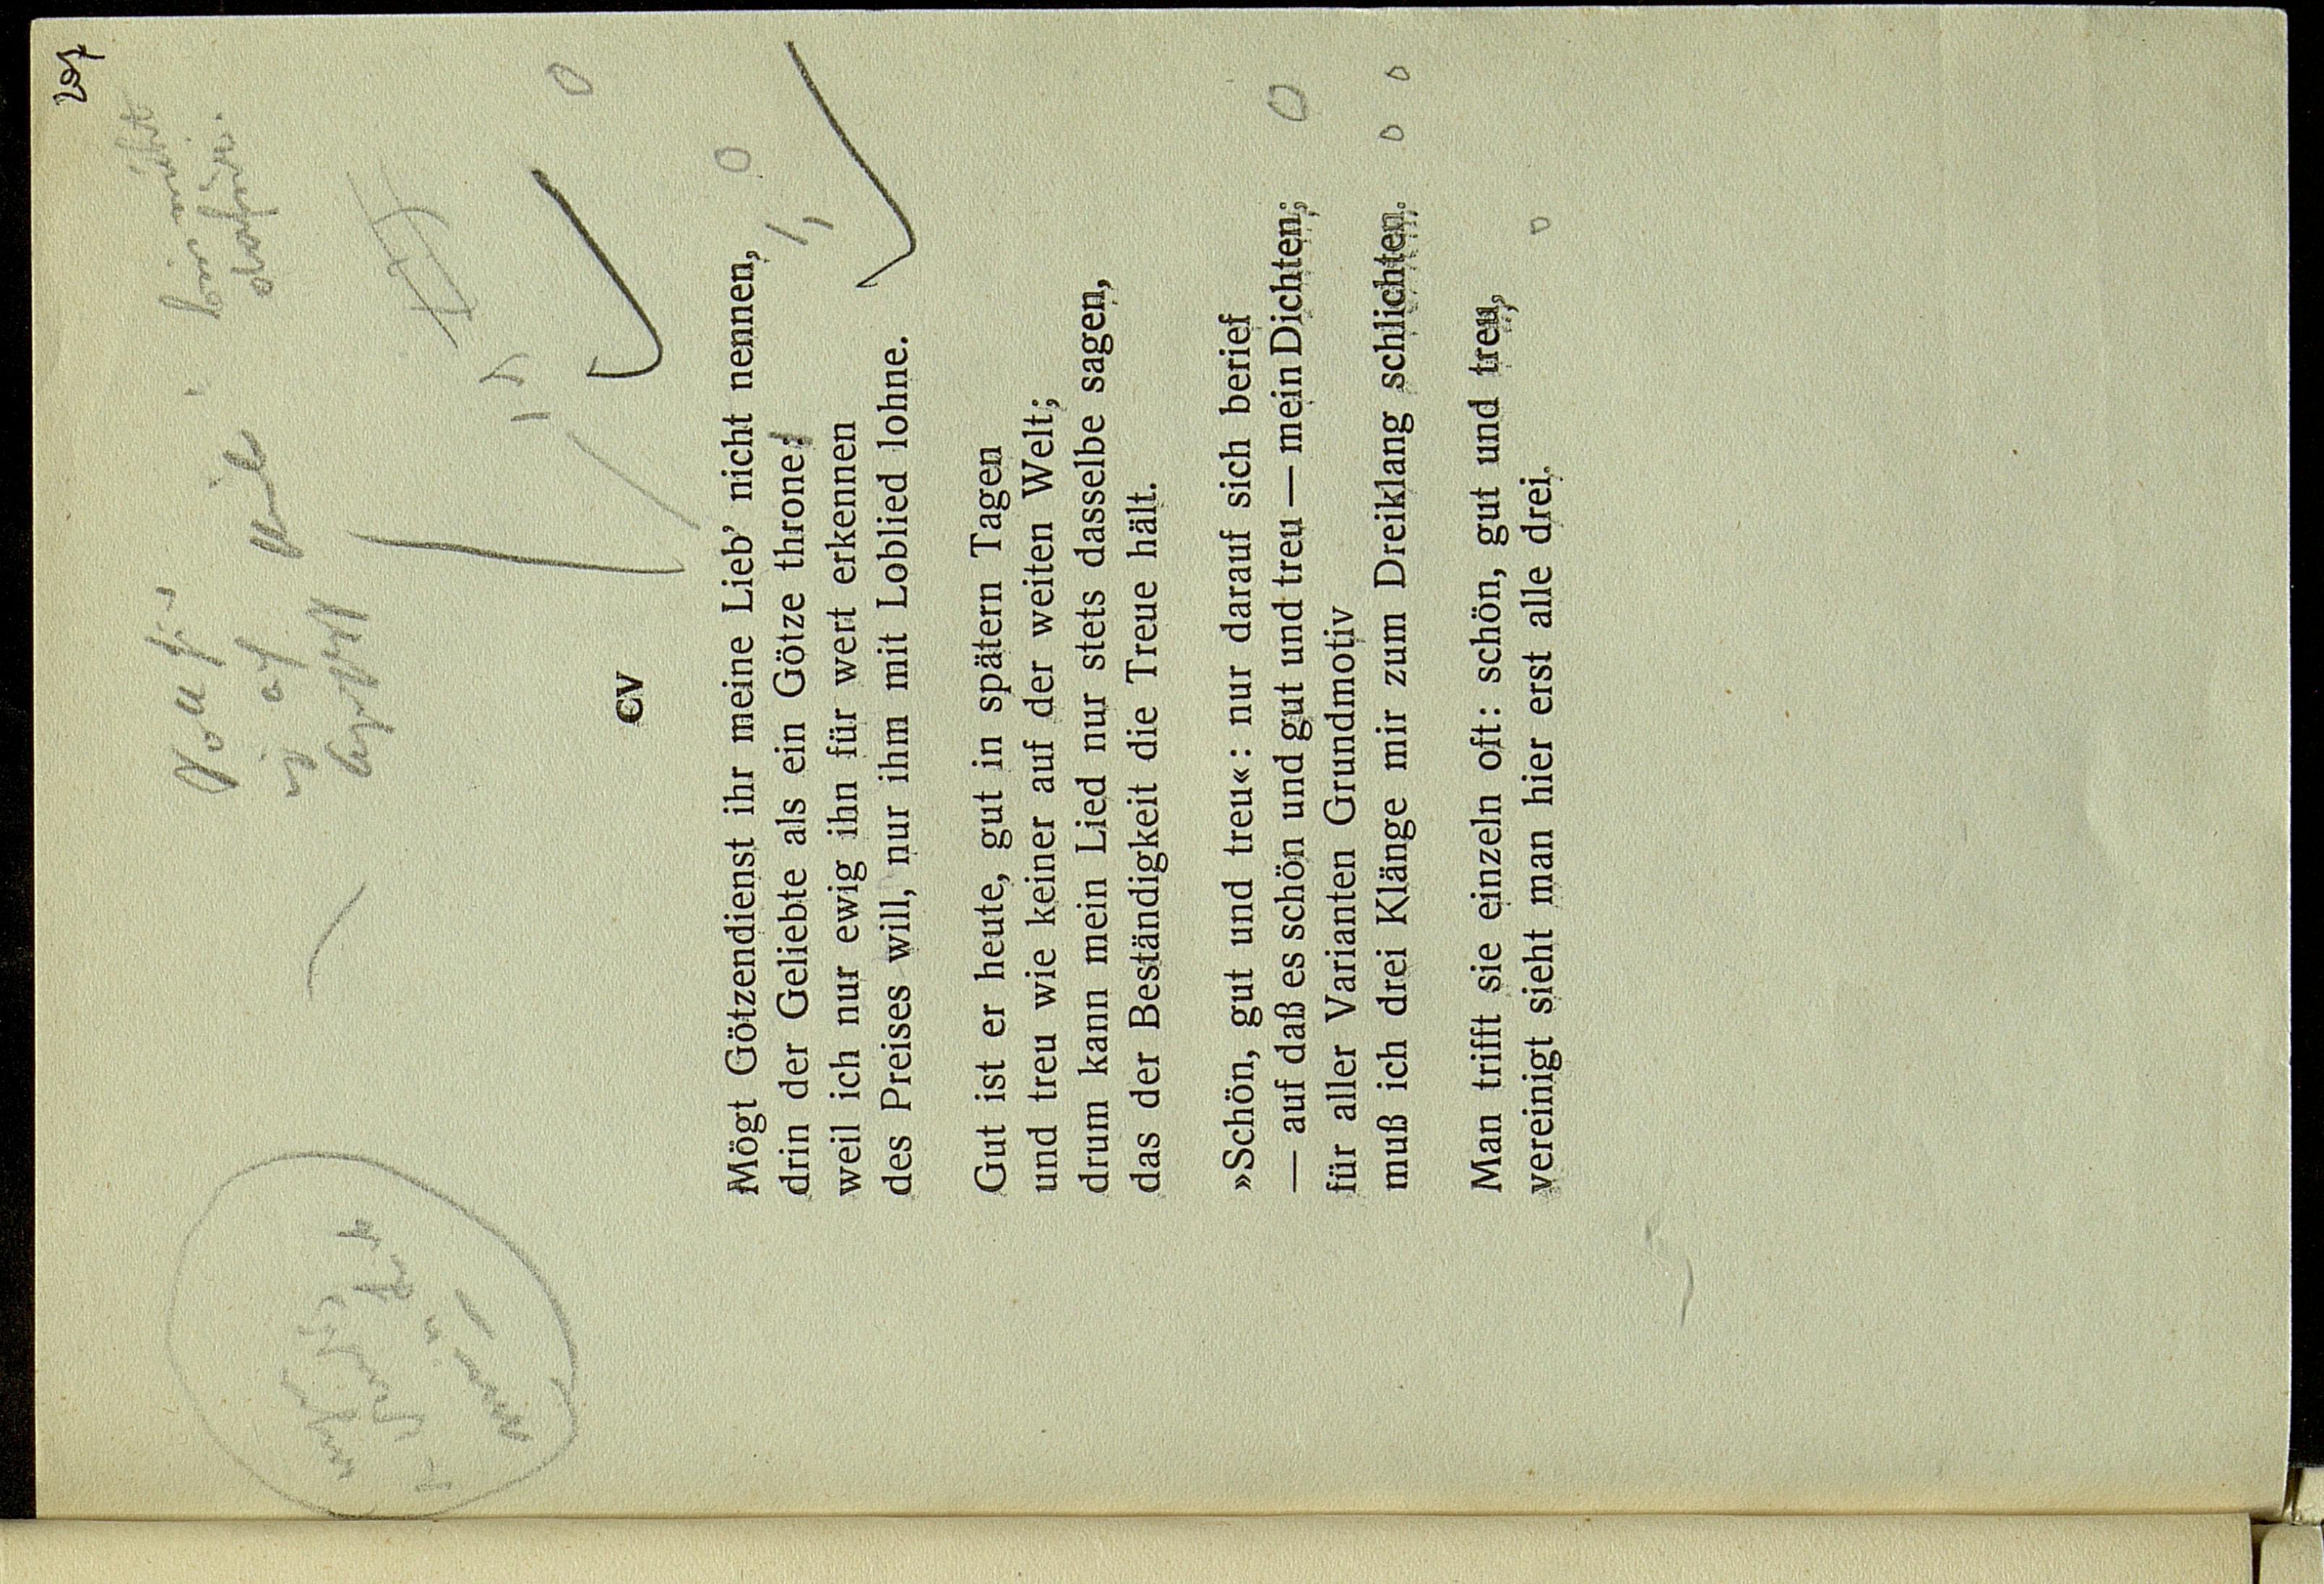 207
bin nicht
dafür.
CV
Mögt Götzendienst ihr meine Lieb’ nicht nennen,
drin der Geliebte als ein Götze throne:
weil ich nur ewig ihn für wert erkennen
des Preises will, nur ihm mit Loblied lohne.
Gut ist er heute, gut in spätern Tagen
und treu wie keiner auf der weiten Welt;
drum kann mein Lied nur stets dasselbe sagen,
das der Beständigkeit die Treue hält.
»Schön, gut und treu«: nur darauf sich berief
— auf daß es schön und gut und treu — mein Dichten;
für aller Varianten Grundmotiv
muß ich drei Klänge mir zum Dreiklang schlichten.
Man trifft sie einzeln oft: schön, gut und treu,
vereinigt sieht man hier erst alle drei.